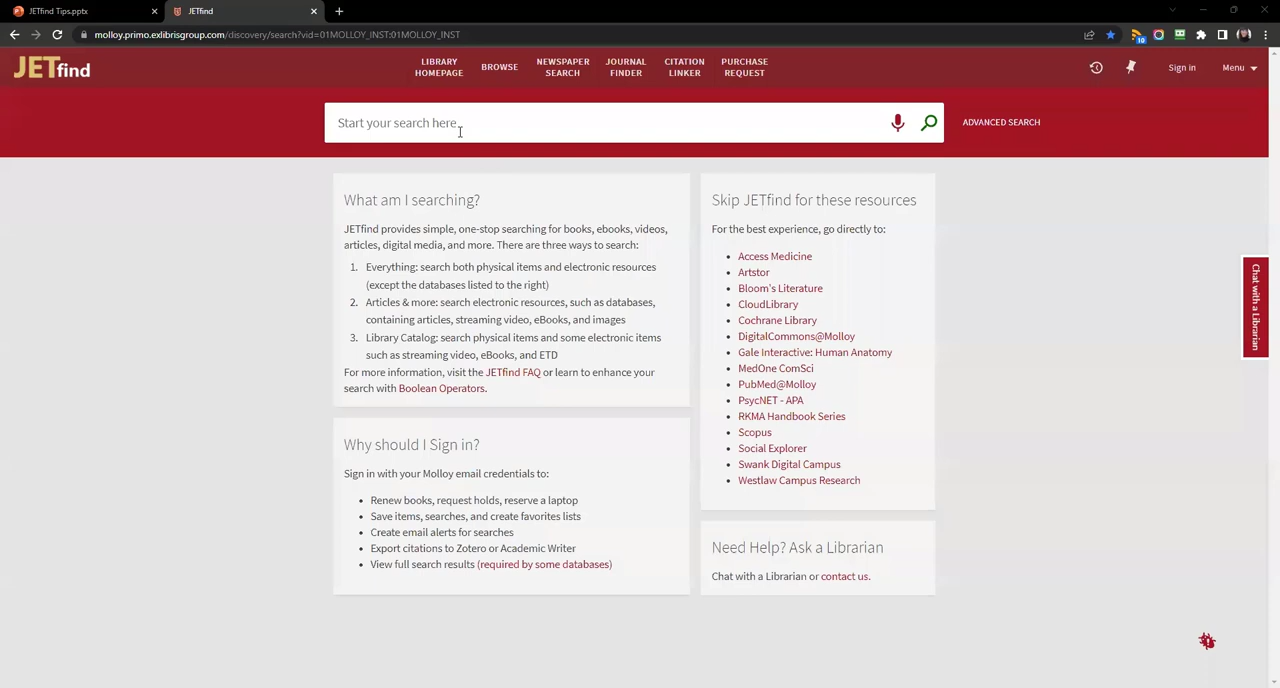 JETfind Tips.pptx
JETfind
molloy.primo.exlibrisgroup.com/discovery/search?vid=01MOLLOY_INST:01MOLLOY_INST
10
JETfind
LIBRARY HOMEPAGE
BROWSE
NEWSPAPER SEARCH
JOURNAL FINDER
CITATION LINKER
PURCHASE REQUEST
Sign in
Menu
Start your search here
ADVANCED SEARCH
What am I searching?
JETfind provides simple, one-stop searching for books, ebooks, videos,
articles, digital media, and more. There are three ways to search:
1. Everything: search both physical items and electronic resources
(except the databases listed to the right)
2. Articles & more: search electronic resources, such as databases,
containing articles, streaming video, eBooks, and images
3. Library Catalog: search physical items and some electronic items
such as streaming video, eBooks, and ETD
For more information, visit the JETfind FAQ or learn to enhance your
search with Boolean Operators.
Why should I Sign in?
Sign in with your Molloy email credentials to:
• Renew books, request holds, reserve a laptop
• Save items, searches, and create favorites lists
• Create email alerts for searches
• Export citations to Zotero or Academic Writer
• View full search results (required by some databases)
Skip JETfind for these resources
For the best experience, go directly to:
• Access Medicine
• Artstor
• Bloom's Literature
• CloudLibrary
• Cochrane Library
• DigitalCommons@Molloy
• Gale Interactive: Human Anatomy
• MedOne ComSci
• PubMed@Molloy
• PsycNET - APA
• RKMA Handbook Series
• Scopus
• Social Explorer
• Swank Digital Campus
• Westlaw Campus Research
Need Help? Ask a Librarian
Chat with a Librarian or contact us.
Chat with a Librarian